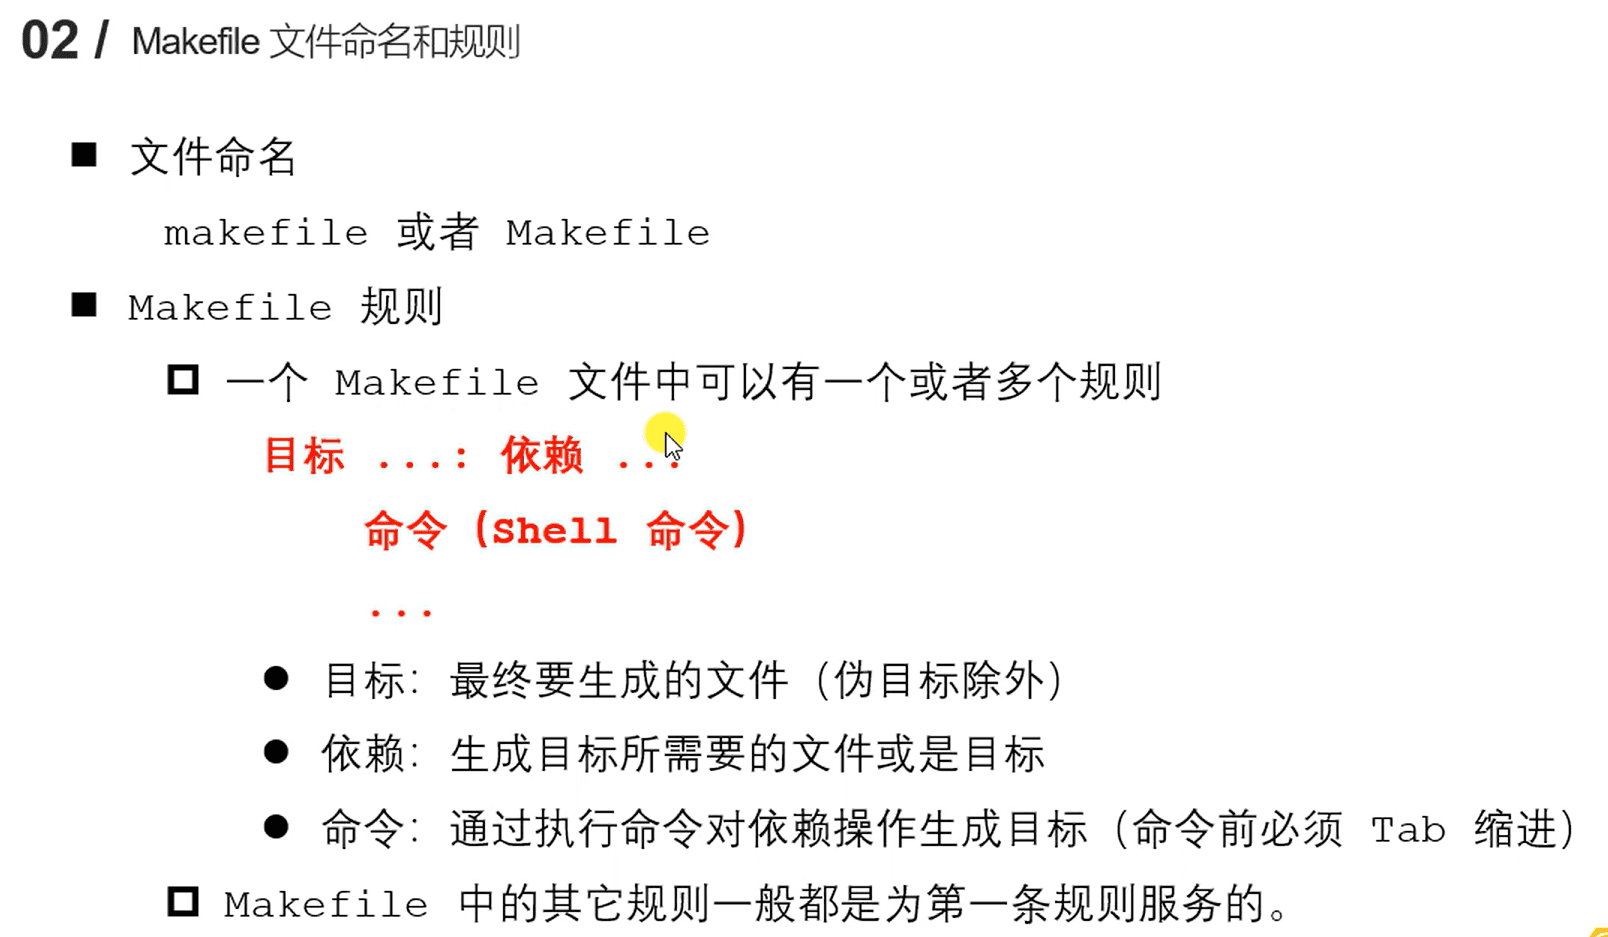 02 / Makefile 文件命名和规则
文件命名
makefile 或者 Makefile
Makefile 规则
一个 Makefile 文件中可以有一个或者多个规则
目标 ...: 依赖 ...
命令（Shell 命令）
...
目标：最终要生成的文件（伪目标除外）
依赖：生成目标所需要的文件或是目标
命令：通过执行命令对依赖操作生成目标（命令前必须 Tab 缩进）
Makefile 中的其它规则一般都是为第一条规则服务的。